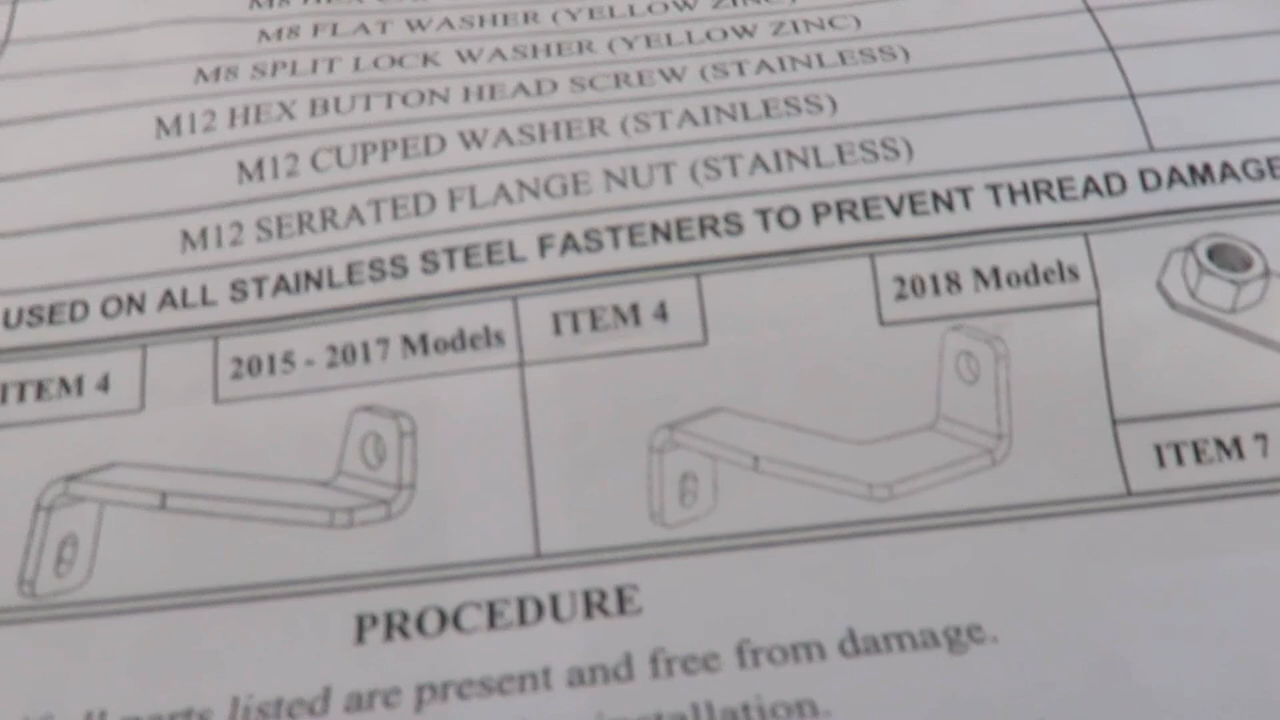 M8 FLAT WASHER (YELLOW ZINC)
M8 SPLIT LOCK WASHER (YELLOW ZINC)
M12 HEX BUTTON HEAD SCREW (STAINLESS)
M12 CUPPED WASHER (STAINLESS)
M12 SERRATED FLANGE NUT (STAINLESS)
USED ON ALL STAINLESS STEEL FASTENERS TO PREVENT THREAD DAMAGE
ITEM 4
2015 - 2017 Models
ITEM 4
2018 Models
ITEM 7
PROCEDURE
parts listed are present and free from damage.
installation.